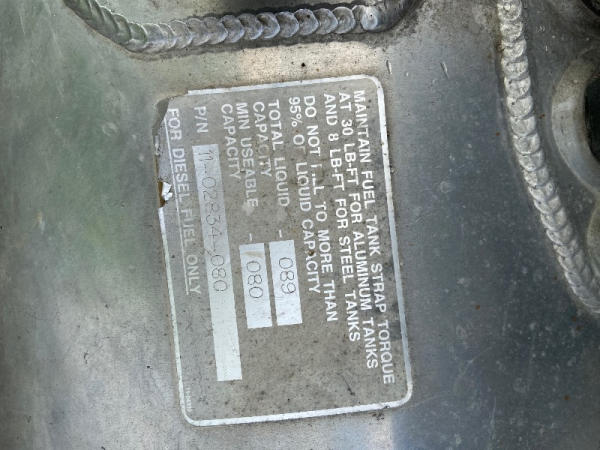 MAINTAIN FUEL TANK STRAP TORQUE
AT 30 LB-FT FOR ALUMINUM TANKS
AND 8 LB-FT FOR STEEL TANKS
DO NOT FILL TO MORE THAN
95% OF LIQUID CAPACITY
TOTAL LIQUID - 089
CAPACITY
MIN USEABLE - 080
CAPACITY
P/N 11-02834-080
FOR DIESEL FUEL ONLY